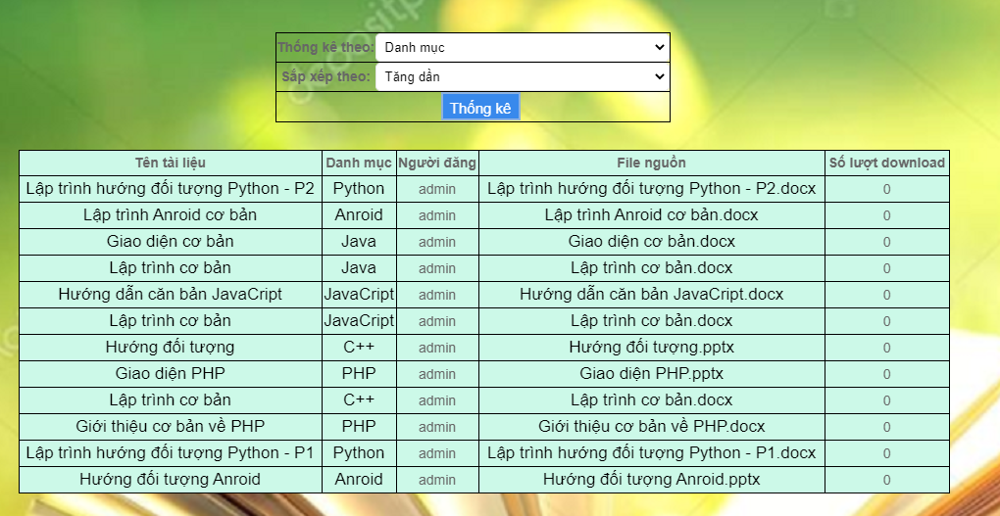 Thống kê theo: Danh mục
Sắp xếp theo: Tăng dần
Thống kê
Tên tài liệu Danh mục Người đăng File nguồn Số lượt download
Lập trình hướng đối tượng Python - P2 Python admin Lập trình hướng đối tượng Python - P2.docx 0
Lập trình Anroid cơ bản Anroid admin Lập trình Anroid cơ bản.docx 0
Giao diện cơ bản Java admin Giao diện cơ bản.docx 0
Lập trình cơ bản Java admin Lập trình cơ bản.docx 0
Hướng dẫn căn bản JavaCript JavaCript admin Hướng dẫn căn bản JavaCript.docx 0
Lập trình cơ bản JavaCript admin Lập trình cơ bản.docx 0
Hướng đối tượng C++ admin Hướng đối tượng.pptx 0
Giao diện PHP PHP admin Giao diện PHP.pptx 0
Lập trình cơ bản C++ admin Lập trình cơ bản.docx 0
Giới thiệu cơ bản về PHP PHP admin Giới thiệu cơ bản về PHP.docx 0
Lập trình hướng đối tượng Python - P1 Python admin Lập trình hướng đối tượng Python - P1.docx 0
Hướng đối tượng Anroid Anroid admin Hướng đối tượng Anroid.pptx 0